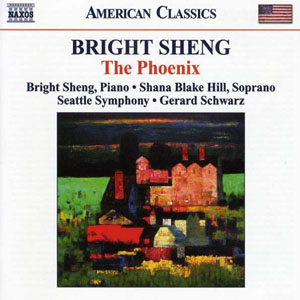 NAXOS
AMERICAN CLASSICS
BRIGHT SHENG
The Phoenix
Bright Sheng, Piano • Shana Blake Hill, Soprano
Seattle Symphony • Gerard Schwarz